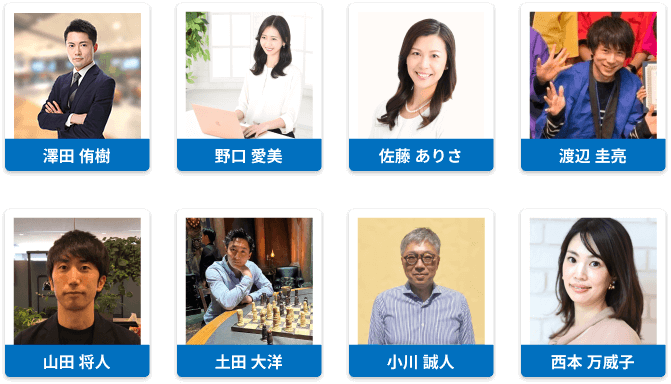 澤田 侑樹
野口 愛美
佐藤 ありさ
渡辺 圭亮
山田 将人
土田 大洋
小川 誠人
西本 万威子